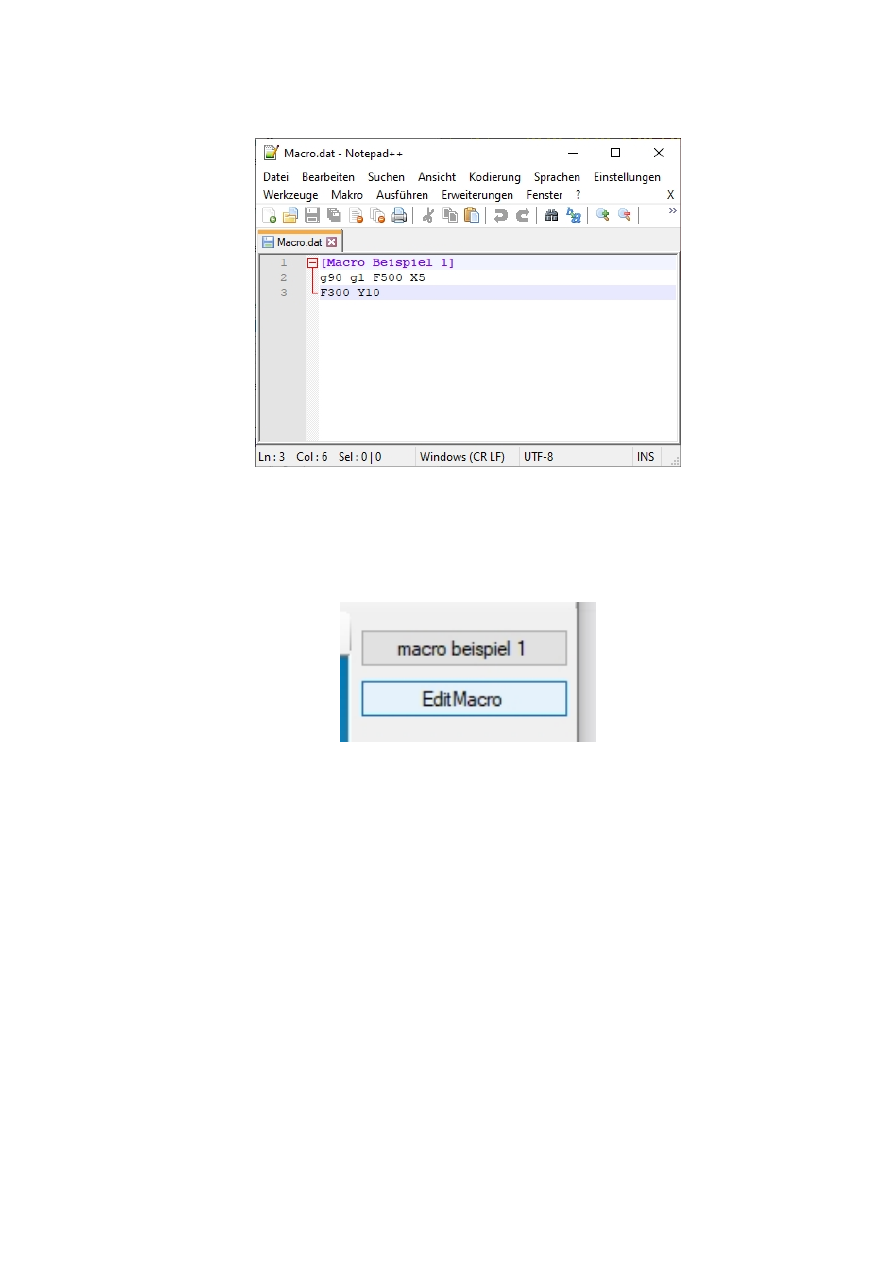 Macro.dat - Notepad++
Datei Bearbeiten Suchen Ansicht Kodierung Sprachen Einstellungen
Werkzeuge Makro Ausführen Erweiterungen Fenster ? X
Macro.dat
1 [Macro Beispiel 1]
2 g90 g1 F500 X5
3 F300 Y10
Ln : 3 Col : 6 Sel : 0 | 0 Windows (CR LF) UTF-8 INS
macro beispiel 1
EditMacro